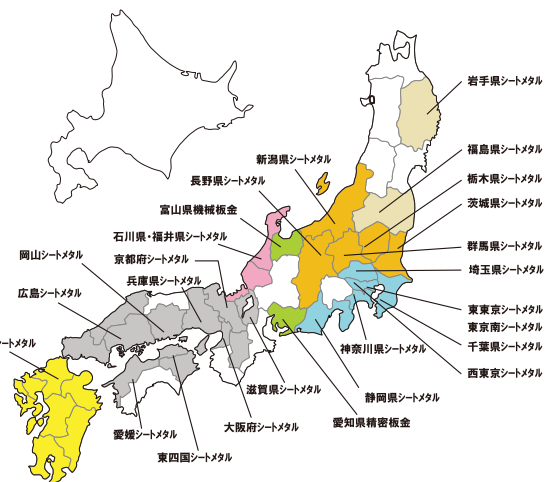 岩手県シートメタル
福島県シートメタル
新潟県シートメタル
長野県シートメタル
栃木県シートメタル
茨城県シートメタル
富山県機械板金
石川県・福井県シートメタル
群馬県シートメタル
岡山シートメタル
京都府シートメタル
埼玉県シートメタル
兵庫県シートメタル
広島シートメタル
東東京シートメタル
東京南シートメタル
シートメタル
神奈川県シートメタル
千葉県シートメタル
西東京シートメタル
滋賀県シートメタル
静岡県シートメタル
愛知県精密板金
大阪府シートメタル
愛媛シートメタル
東四国シートメタル